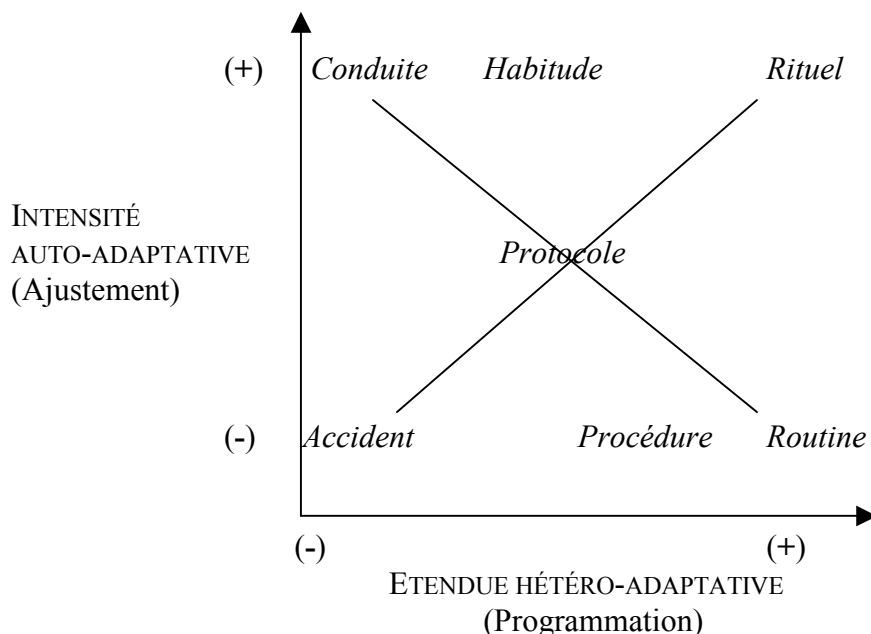 (+) Conduite Habitude Rituel
INTENSITÉ
AUTO-ADAPTATIVE
(Ajustement)
Protocole
(-) Accident Procédure Routine
(-) (+)
ETENDUE HÉTÉRO-ADAPTATIVE
(Programmation)